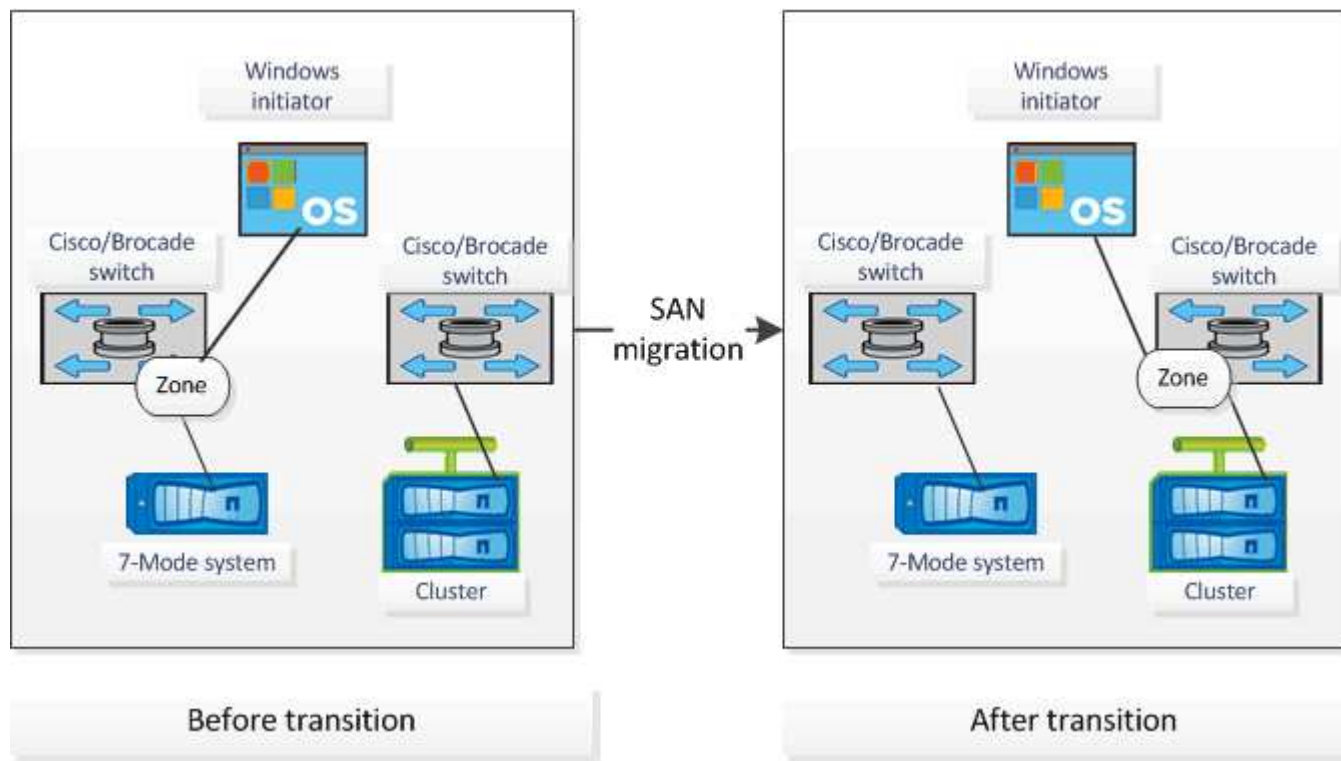 Windows
initiator
OS
Cisco/Brocade
switch
Cisco/Brocade
switch
Zone
n
7-Mode system
n
n
Cluster
SAN
migration
Windows
initiator
OS
Cisco/Brocade
switch
Cisco/Brocade
switch
Zone
n
7-Mode system
n
n
Cluster
Before transition
After transition